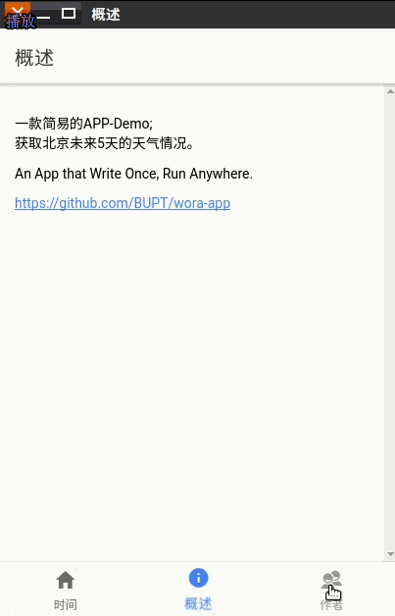 播放
概述
概述
一款简易的APP-Demo;
获取北京未来5天的天气情况。
An App that Write Once, Run Anywhere.
https://github.com/BUPT/wora-app
时间
概述
作者